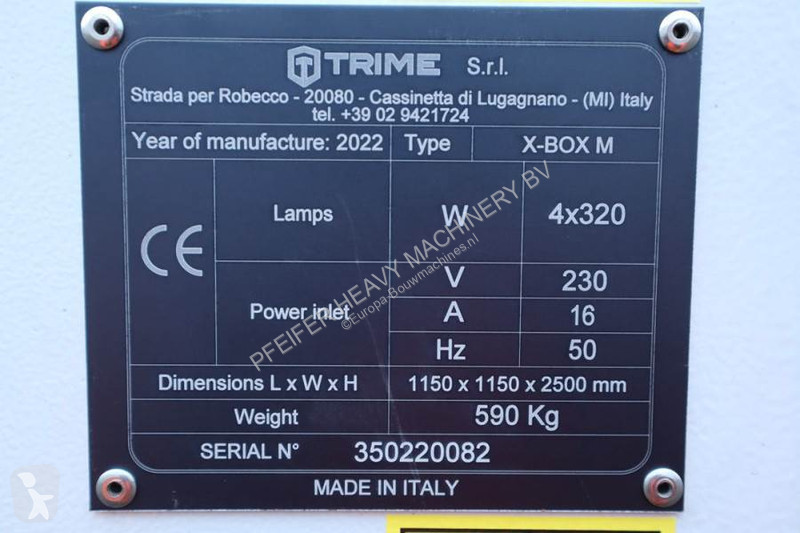 TRIME S.r.l.
Strada per Robecco - 20080 - Cassinetta di Lugagnano - (MI) Italy
tel. +39 02 9421724
Year of manufacture: 2022 Type X-BOX M
CE
Lamps W 4x320
Power inlet V 230
A 16
Hz 50
Dimensions L x W x H 1150 x 1150 x 2500 mm
Weight 590 Kg
SERIAL N° 350220082
MADE IN ITALY
PFEIFER HEAVY MACHINERY BV
©Europa-Bouwmachines.nl